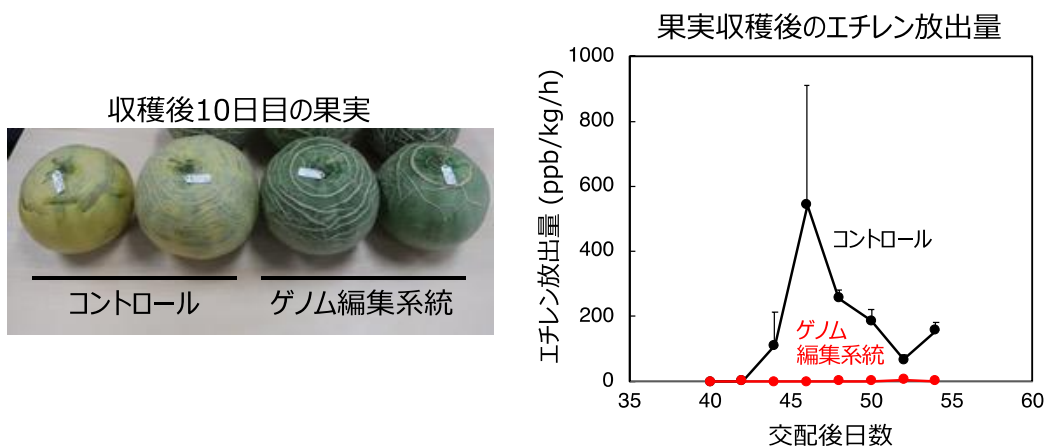 収穫後10日目の果実
コントロール
ゲノム編集系統
果実収穫後のエチレン放出量
エチレン放出量 (ppb/kg/h)
1000
800
600
400
200
0
コントロール
ゲノム
編集系統
35
40
45
50
55
60
交配後日数